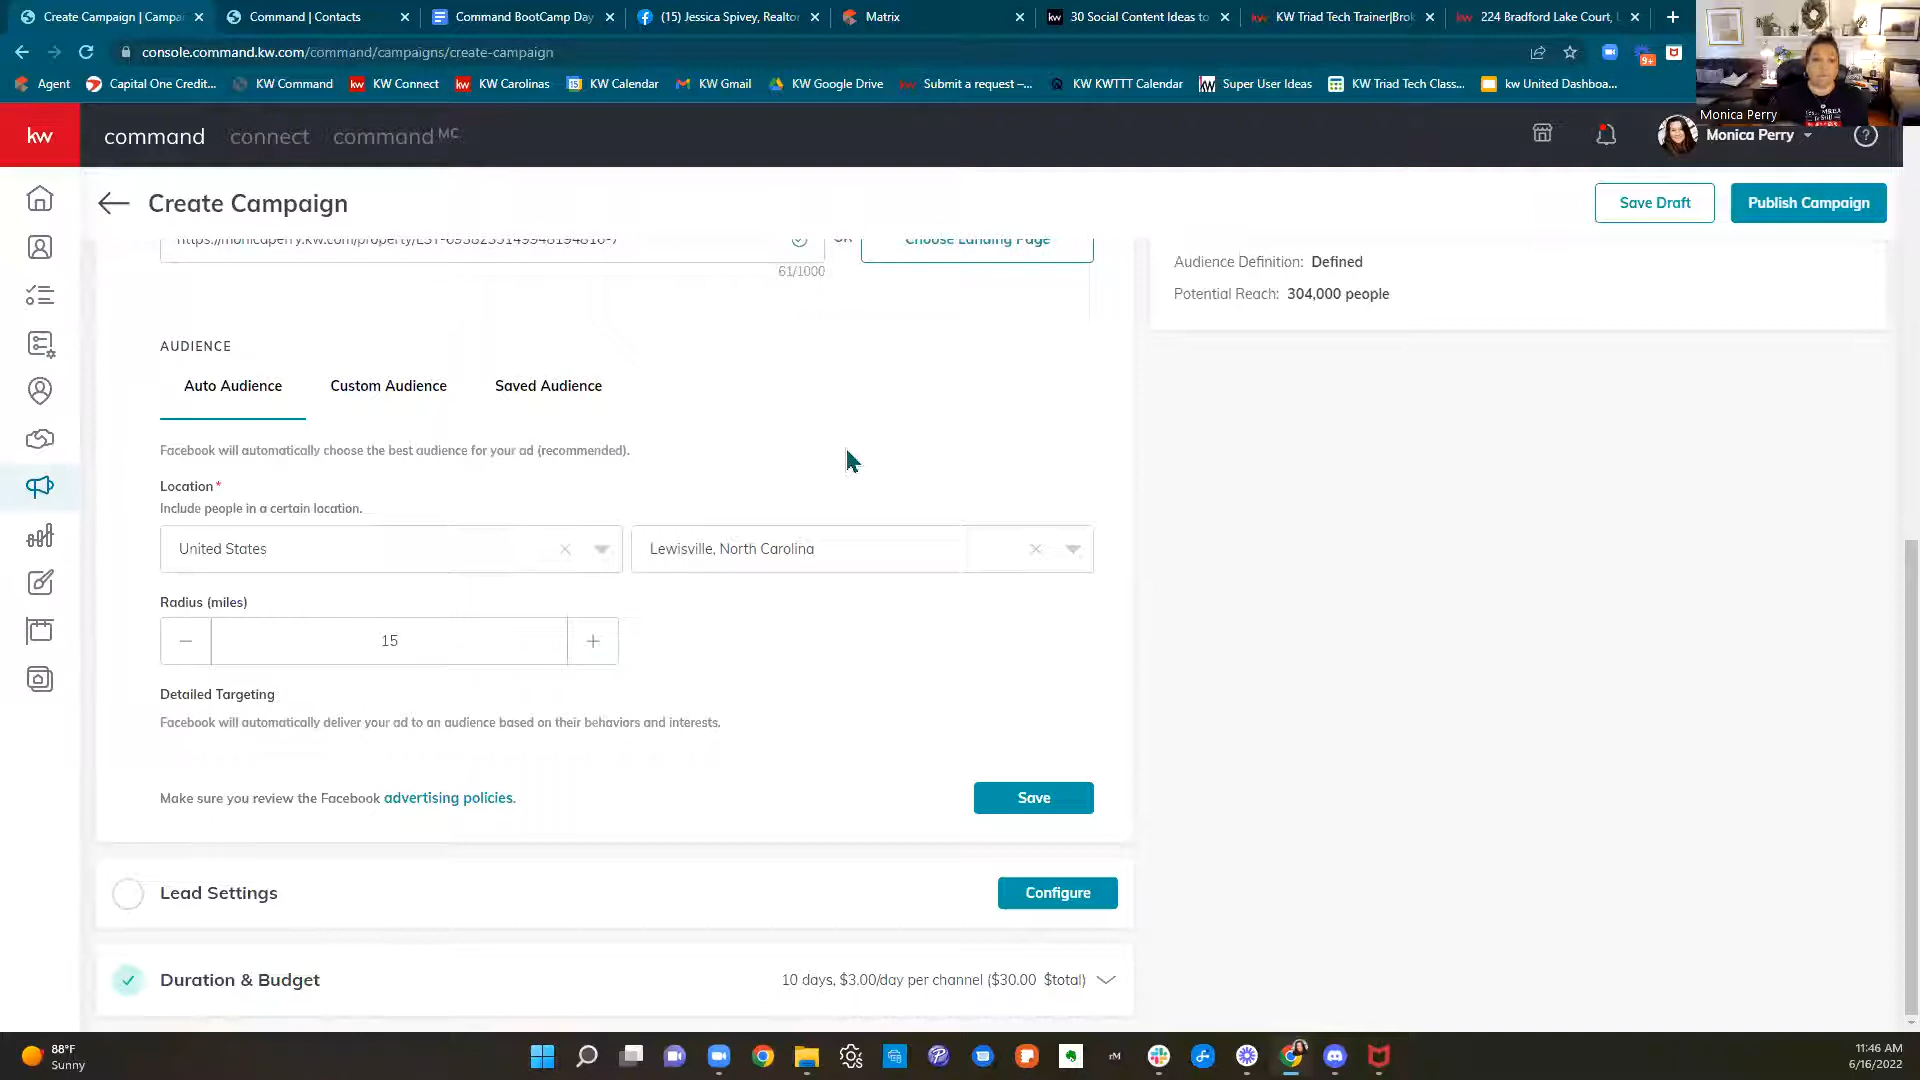 Create Campaign | Campai
Command | Contacts
Command BootCamp Day
(15) Jessica Spivey, Realto
Matrix
30 Social Content Ideas to
KW Triad Tech Trainer|Brok
224 Bradford Lake Court,
console.command.kw.com/command/campaigns/create-campaign
9+
Agent
Capital One Credit...
KW Command
KW Connect
KW Carolinas
KW Calendar
KW Gmail
KW Google Drive
Submit a request –...
KW KWTTT Calendar
Super User Ideas
KW Triad Tech Class...
kw United Dashboa...
Monica Perry
kw
command
connect
command MC
Monica Perry
Create Campaign
Save Draft
Publish Campaign
OR
Choose Landing Page
61/1000
Audience Definition: Defined
Potential Reach: 304,000 people
AUDIENCE
Auto Audience
Custom Audience
Saved Audience
Facebook will automatically choose the best audience for your ad (recommended).
Location *
Include people in a certain location.
United States
Lewisville, North Carolina
Radius (miles)
15
Detailed Targeting
Facebook will automatically deliver your ad to an audience based on their behaviors and interests.
Make sure you review the Facebook advertising policies.
Save
Lead Settings
Configure
Duration & Budget
10 days, $3.00/day per channel ($30.00 $total)
88°F
Sunny
rM
11:46 AM
6/16/2022